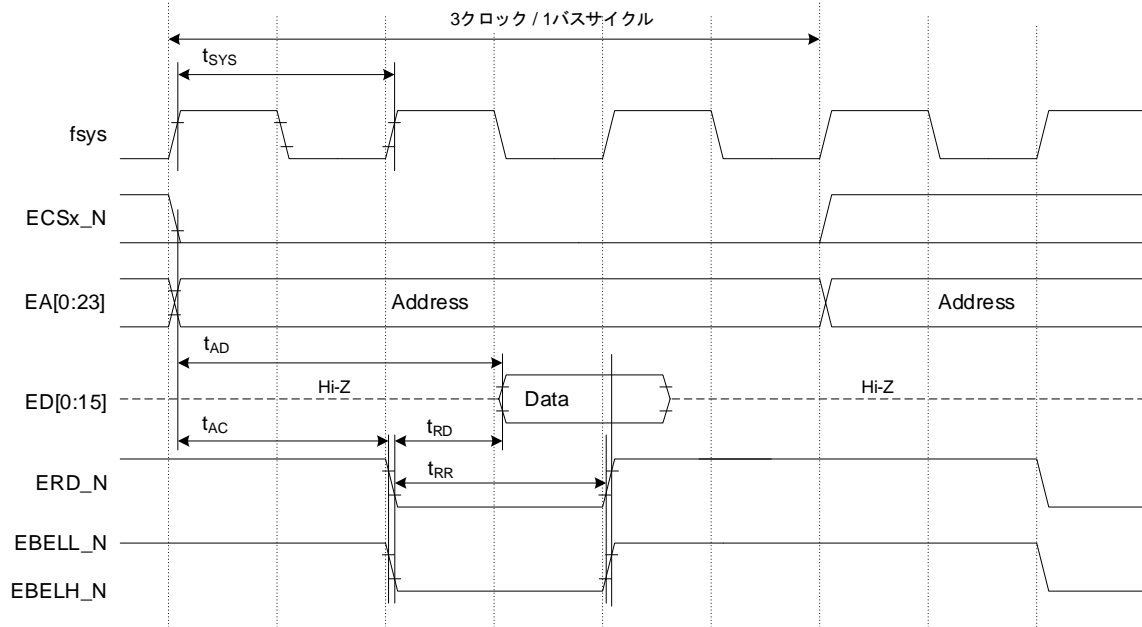 3クロック / 1バスサイクル
tSYS
fsys
ECSx_N
EA[0:23]
Address
Address
tAD
Hi-Z
Hi-Z
ED[0:15]
Data
tAC
tRD
tRR
ERD_N
EBELL_N
EBELH_N